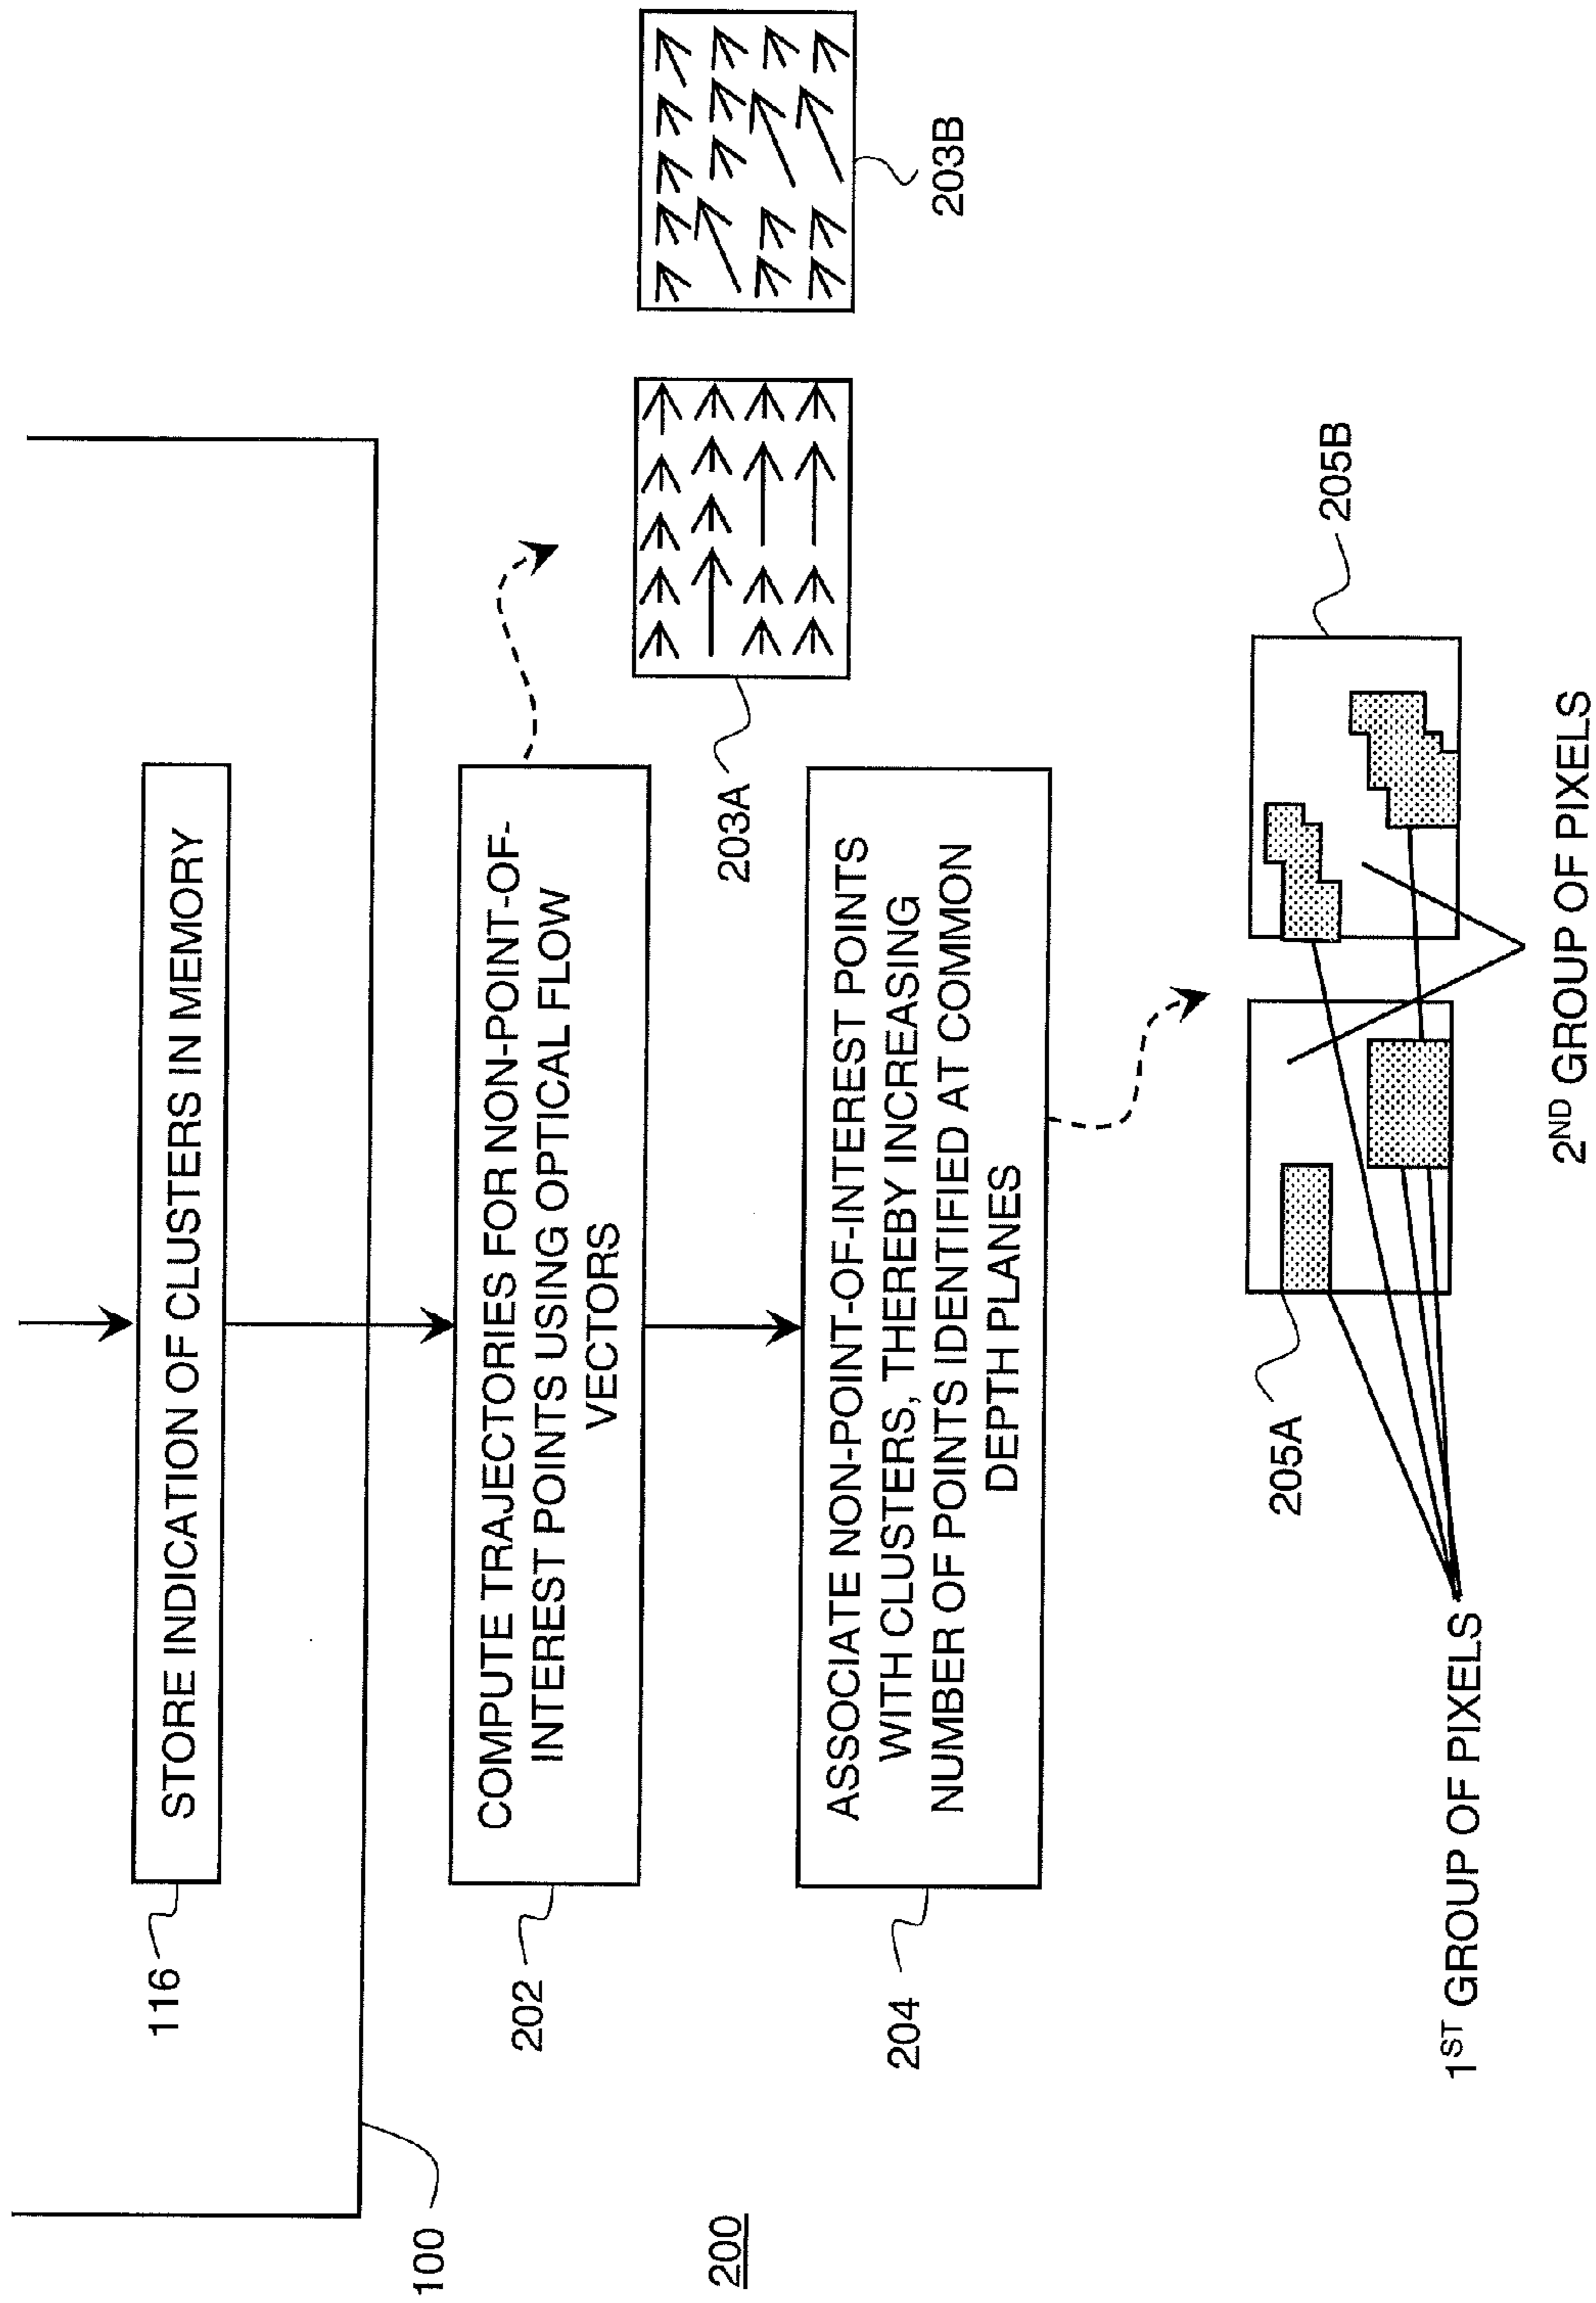 116
STORE INDICATION OF CLUSTERS IN MEMORY
100
202
COMPUTE TRAJECTORIES FOR NON-POINT-OF-
INTEREST POINTS USING OPTICAL FLOW
VECTORS
203A
203B
200
204
ASSOCIATE NON-POINT-OF-INTEREST POINTS
WITH CLUSTERS, THEREBY INCREASING
NUMBER OF POINTS IDENTIFIED AT COMMON
DEPTH PLANES
205A
205B
1ST GROUP OF PIXELS
2ND GROUP OF PIXELS